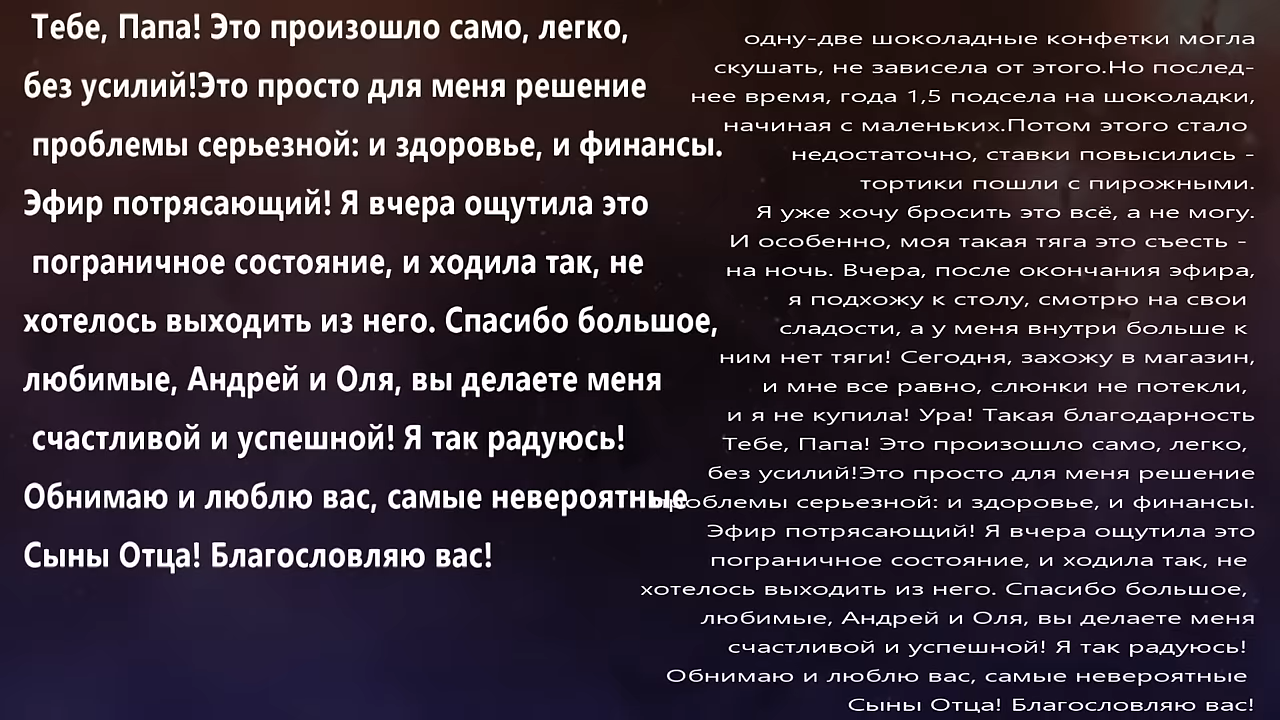 Тебе, Папа! Это произошло само, легко,
без усилий!Это просто для меня решение
проблемы серьезной: и здоровье, и финансы.
Эфир потрясающий! Я вчера ощутила это
пограничное состояние, и ходила так, не
хотелось выходить из него. Спасибо большое,
любимые, Андрей и Оля, вы делаете меня
счастливой и успешной! Я так радуюсь!
Обнимаю и люблю вас, самые невероятные
Сыны Отца! Благословляю вас!
одну-две шоколадные конфетки могла
скушать, не зависела от этого.Но послед-
нее время, года 1,5 подсела на шоколадки,
начиная с маленьких.Потом этого стало
недостаточно, ставки повысились -
тортики пошли с пирожными.
Я уже хочу бросить это всё, а не могу.
И особенно, моя такая тяга это съесть -
на ночь. Вчера, после окончания эфира,
я подхожу к столу, смотрю на свои
сладости, а у меня внутри больше к
ним нет тяги! Сегодня, захожу в магазин,
и мне все равно, слюнки не потекли,
и я не купила! Ура! Такая благодарность
Тебе, Папа! Это произошло само, легко,
без усилий!Это просто для меня решение
проблемы серьезной: и здоровье, и финансы.
Эфир потрясающий! Я вчера ощутила это
пограничное состояние, и ходила так, не
хотелось выходить из него. Спасибо большое,
любимые, Андрей и Оля, вы делаете меня
счастливой и успешной! Я так радуюсь!
Обнимаю и люблю вас, самые невероятные
Сыны Отца! Благословляю вас!